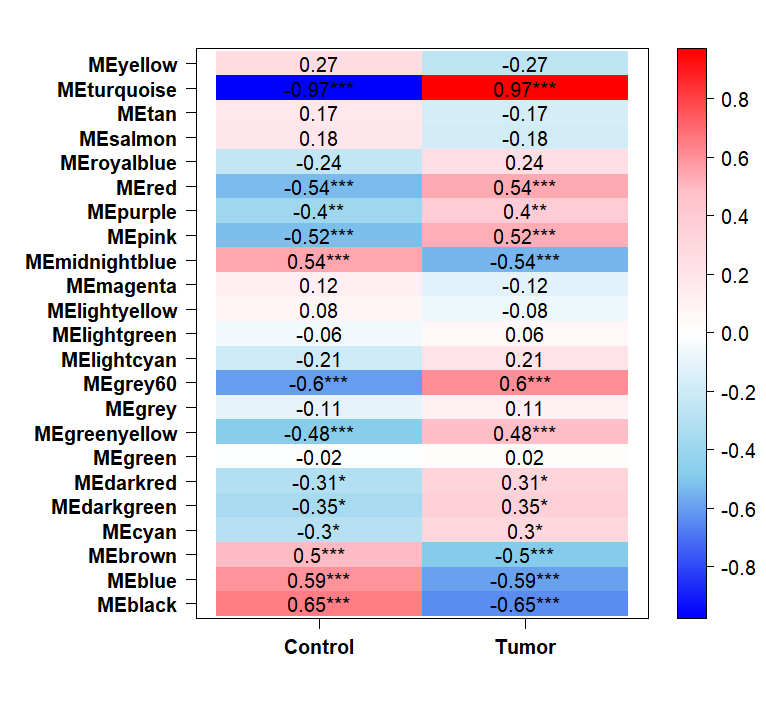 MEyellow 0.27 -0.27
MEturquoise -0.97*** 0.97***
MEtan 0.17 -0.17
MEsalmon 0.18 -0.18
MEroyalblue -0.24 0.24
MEred -0.54*** 0.54***
MEpurple -0.4** 0.4**
MEpink -0.52*** 0.52***
MEmidnightblue 0.54*** -0.54***
MEmagenta 0.12 -0.12
MElightyellow 0.08 -0.08
MElightgreen -0.06 0.06
MElightcyan -0.21 0.21
MEgrey60 -0.6*** 0.6***
MEgrey -0.11 0.11
MEgreenyellow -0.48*** 0.48***
MEgreen -0.02 0.02
MEdarkred -0.31* 0.31*
MEdarkgreen -0.35* 0.35*
MEcyan -0.3* 0.3*
MEbrown 0.5*** -0.5***
MEblue 0.59*** -0.59***
MEblack 0.65*** -0.65***
Control Tumor
0.8
0.6
0.4
0.2
0.0
-0.2
-0.4
-0.6
-0.8